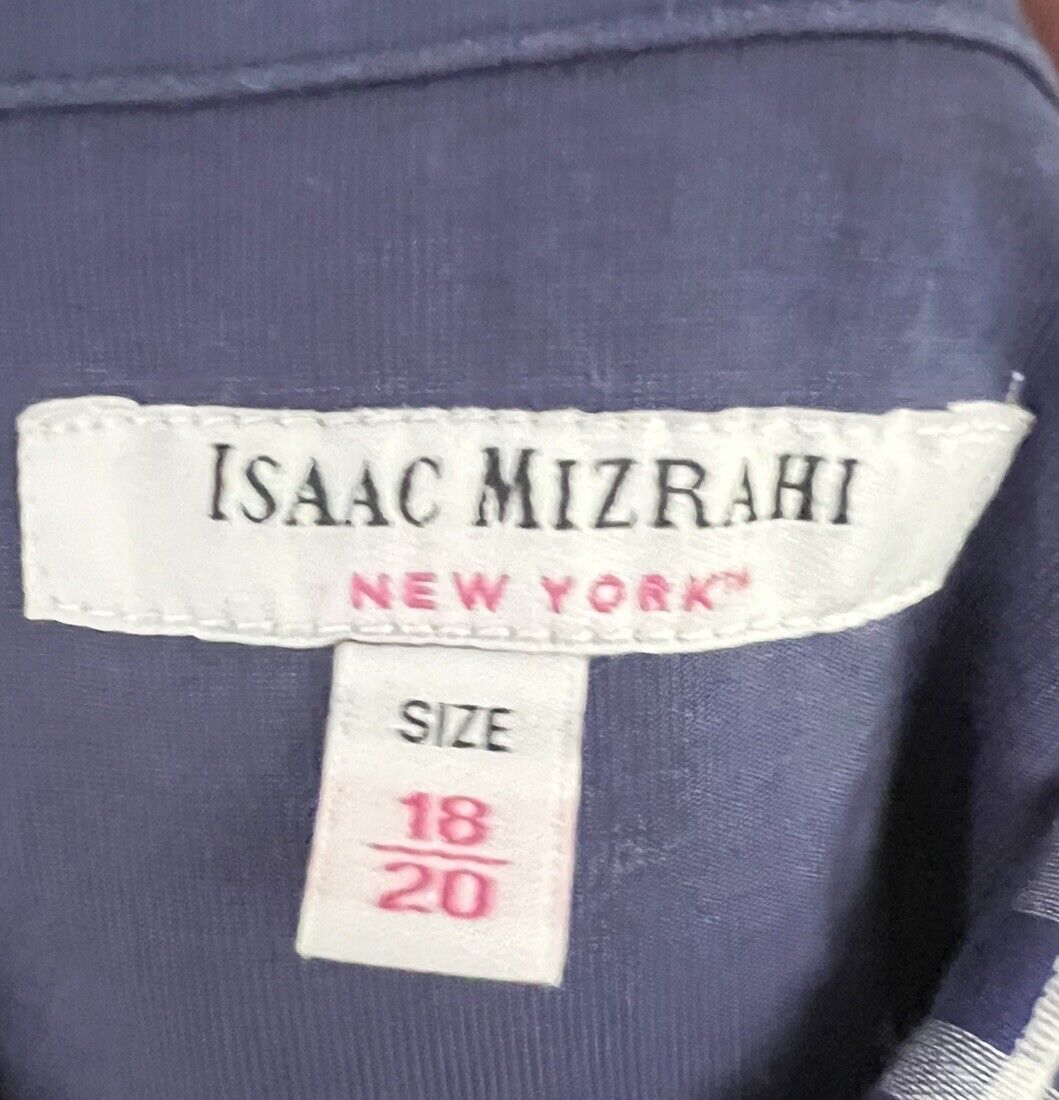 ISAAC MIZRAHI
NEW YORK™
SIZE
18
20